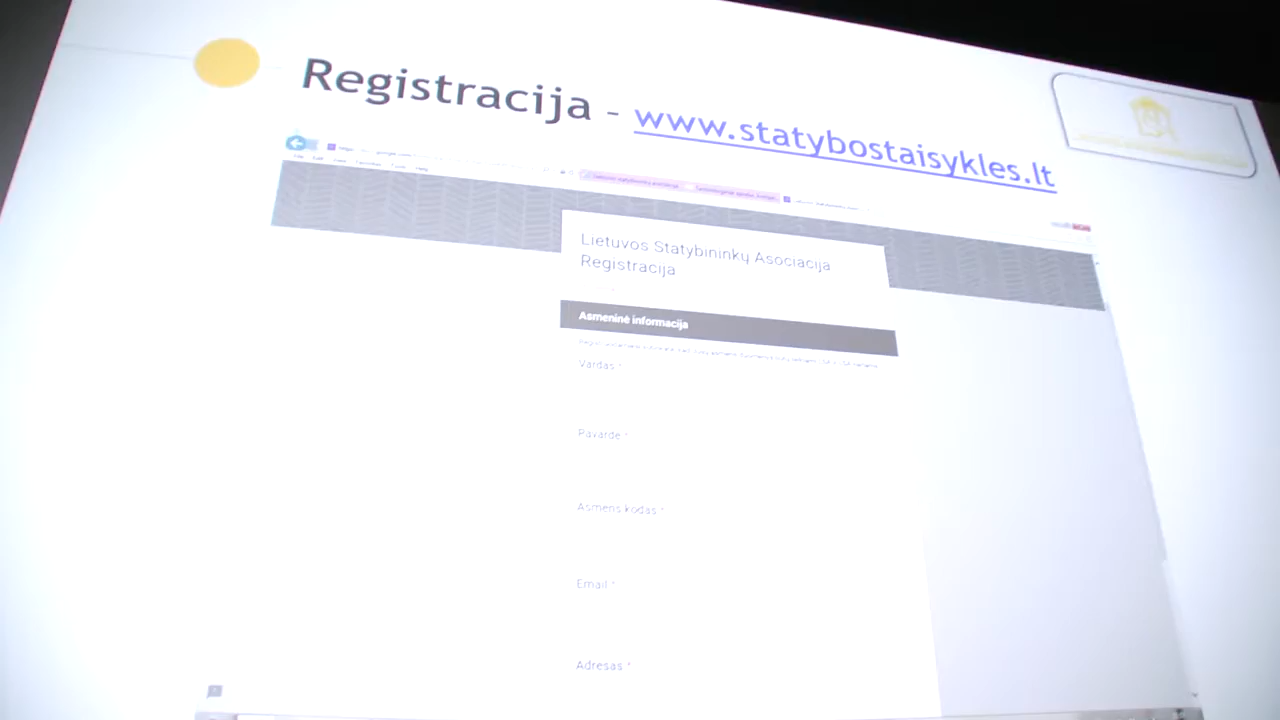 Registracija - www.statybostaisykles.lt
Lietuvos Statybininkų Asociacija
Registracija
Asmeninė informacija
Vardas *
Pavardė *
Asmens kodas *
Email *
Adresas *